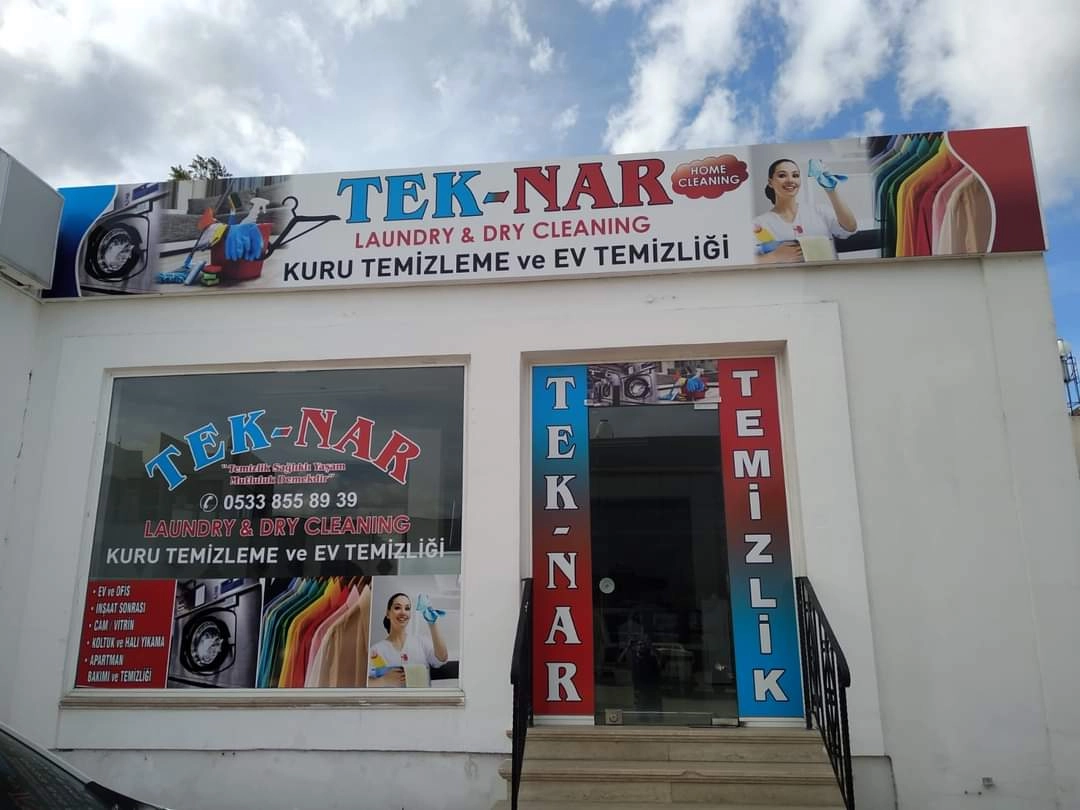 TEK-NAR
HOME
CLEANING
LAUNDRY & DRY CLEANING
KURU TEMİZLEME ve EV TEMİZLİĞİ
TEK-NAR
"Temizlik Sağlıklı Yaşam
Mutluluk Demekdir"
0533 855 89 39
LAUNDRY & DRY CLEANING
KURU TEMİZLEME ve EV TEMİZLİĞİ
• EV ve OFİS
• İNŞAAT SONRASI
• CAM : VİTRİN
• KOLTUK ve HALI YIKAMA
• APARTMAN
BAKIMI ve TEMİZLİĞİ
TEK-NAR
TEMİZLİK